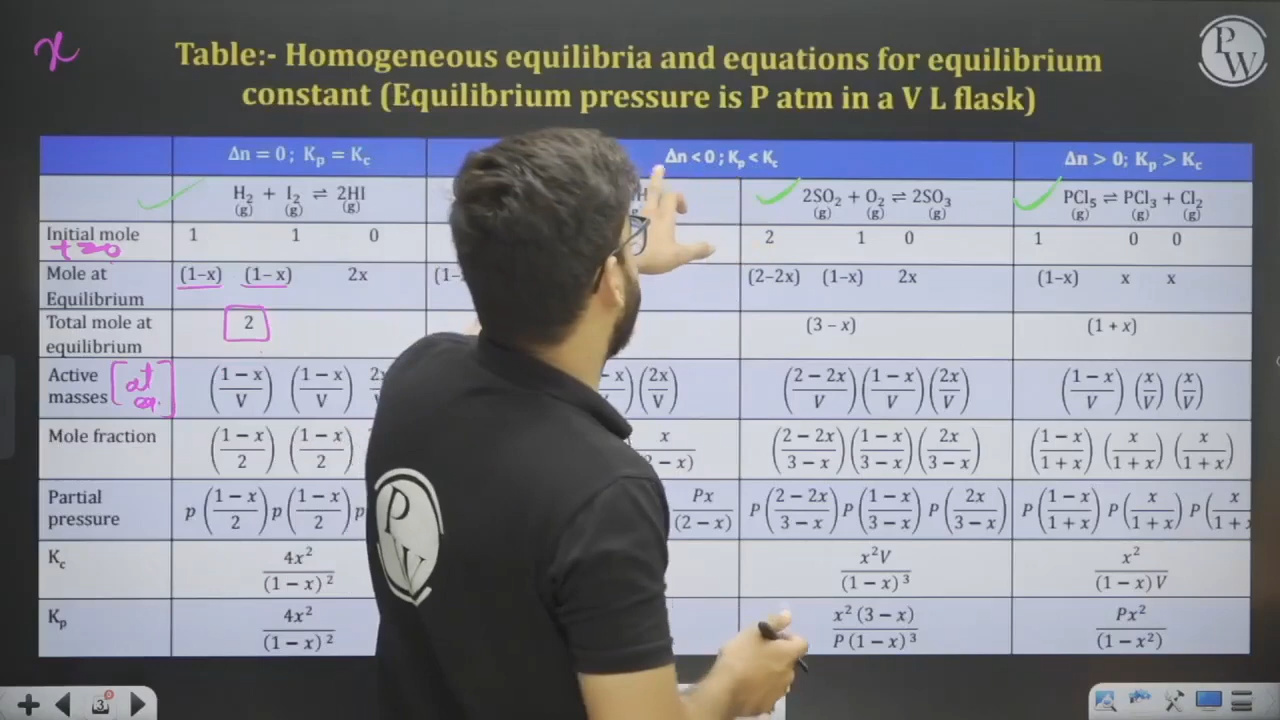 x
PW
Table:- Homogeneous equilibria and equations for equilibrium
constant (Equilibrium pressure is P atm in a V L flask)
Δn = 0 ; Kp = Kc
Δn < 0 ; Kp < Kc
Δn > 0; Kp > Kc
H₂ + I₂ ⇌ 2HI
(g) (g) (g)
2SO₂ + O₂ ⇌ 2SO₃
(g) (g) (g)
PCl₅ ⇌ PCl₃ + Cl₂
(g) (g) (g)
Initial mole 1 1 0 2 1 0 1 0 0
t=0
Mole at
Equilibrium
(1-x) (1-x) 2x (2-2x) (1-x) 2x (1-x) x x
Total mole at
equilibrium
2 (3 – x) (1 + x)
Active
masses
[at
eq.]
((1 – x)/V) ((1 – x)/V) ((2x)/V) ((2 – 2x)/V) ((1 – x)/V) ((2x)/V) ((1 – x)/V) (x/V) (x/V)
Mole fraction ((1 – x)/2) ((1 – x)/2) ((2 – 2x)/(3 – x)) ((1 – x)/(3 – x)) (2x/(3 – x)) ((1 – x)/(1 + x)) (x/(1 + x)) (x/(1 + x))
Partial
pressure
p((1 – x)/2) p((1 – x)/2) p Px/(2 – x) P((2 – 2x)/(3 – x)) P((1 – x)/(3 – x)) P(2x/(3 – x)) P((1 – x)/(1 + x)) P(x/(1 + x)) P(x/(1 +
Kc 4x²/(1 – x)² x²V/(1 – x)³ x²/((1 – x)V)
Kp 4x²/(1 – x)² x²(3 – x)/(P(1 – x)³) Px²/(1 – x²)
PW
3